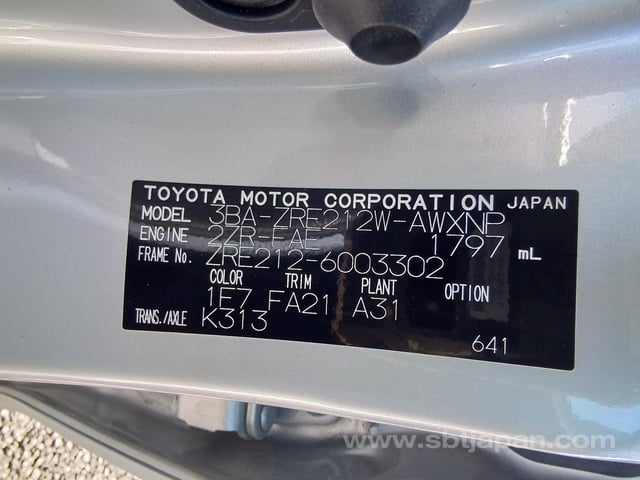 TOYOTA MOTOR CORPORATION JAPAN
MODEL 3BA-ZRE212W-AWXNP
ENGINE 2ZR-FAE 1797 mL
FRAME No. ZRE212-6003302
COLOR TRIM PLANT OPTION
1E7 FA21 A31
TRANS./AXLE K313
641
www.sbtjapan.com